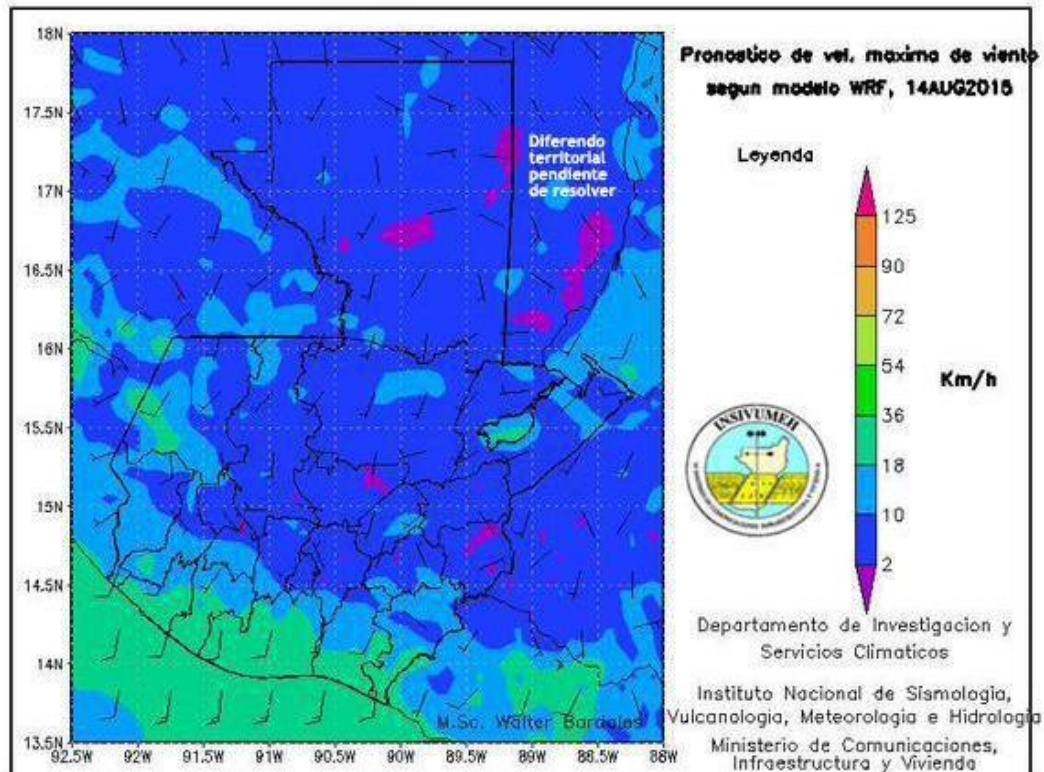 Pronostico de vel. maxima de viento
segun modelo WRF, 14AUG2015
Leyenda
125
90
72
54
36
18
10
2
Km/h
INSIVUMEH
Departamento de Investigacion y
Servicios Climaticos
Instituto Nacional de Sismologia,
Vulcanologia, Meteorologia e Hidrologia
Ministerio de Comunicaciones,
Infraestructura y Vivienda
Diferendo
territorial
pendiente
de resolver
M.Sc. Walter Bardales
18N
17.5N
17N
16.5N
16N
15.5N
15N
14.5N
14N
13.5N
92.5W
92W
91.5W
91W
90.5W
90W
89.5W
89W
88.5W
88W